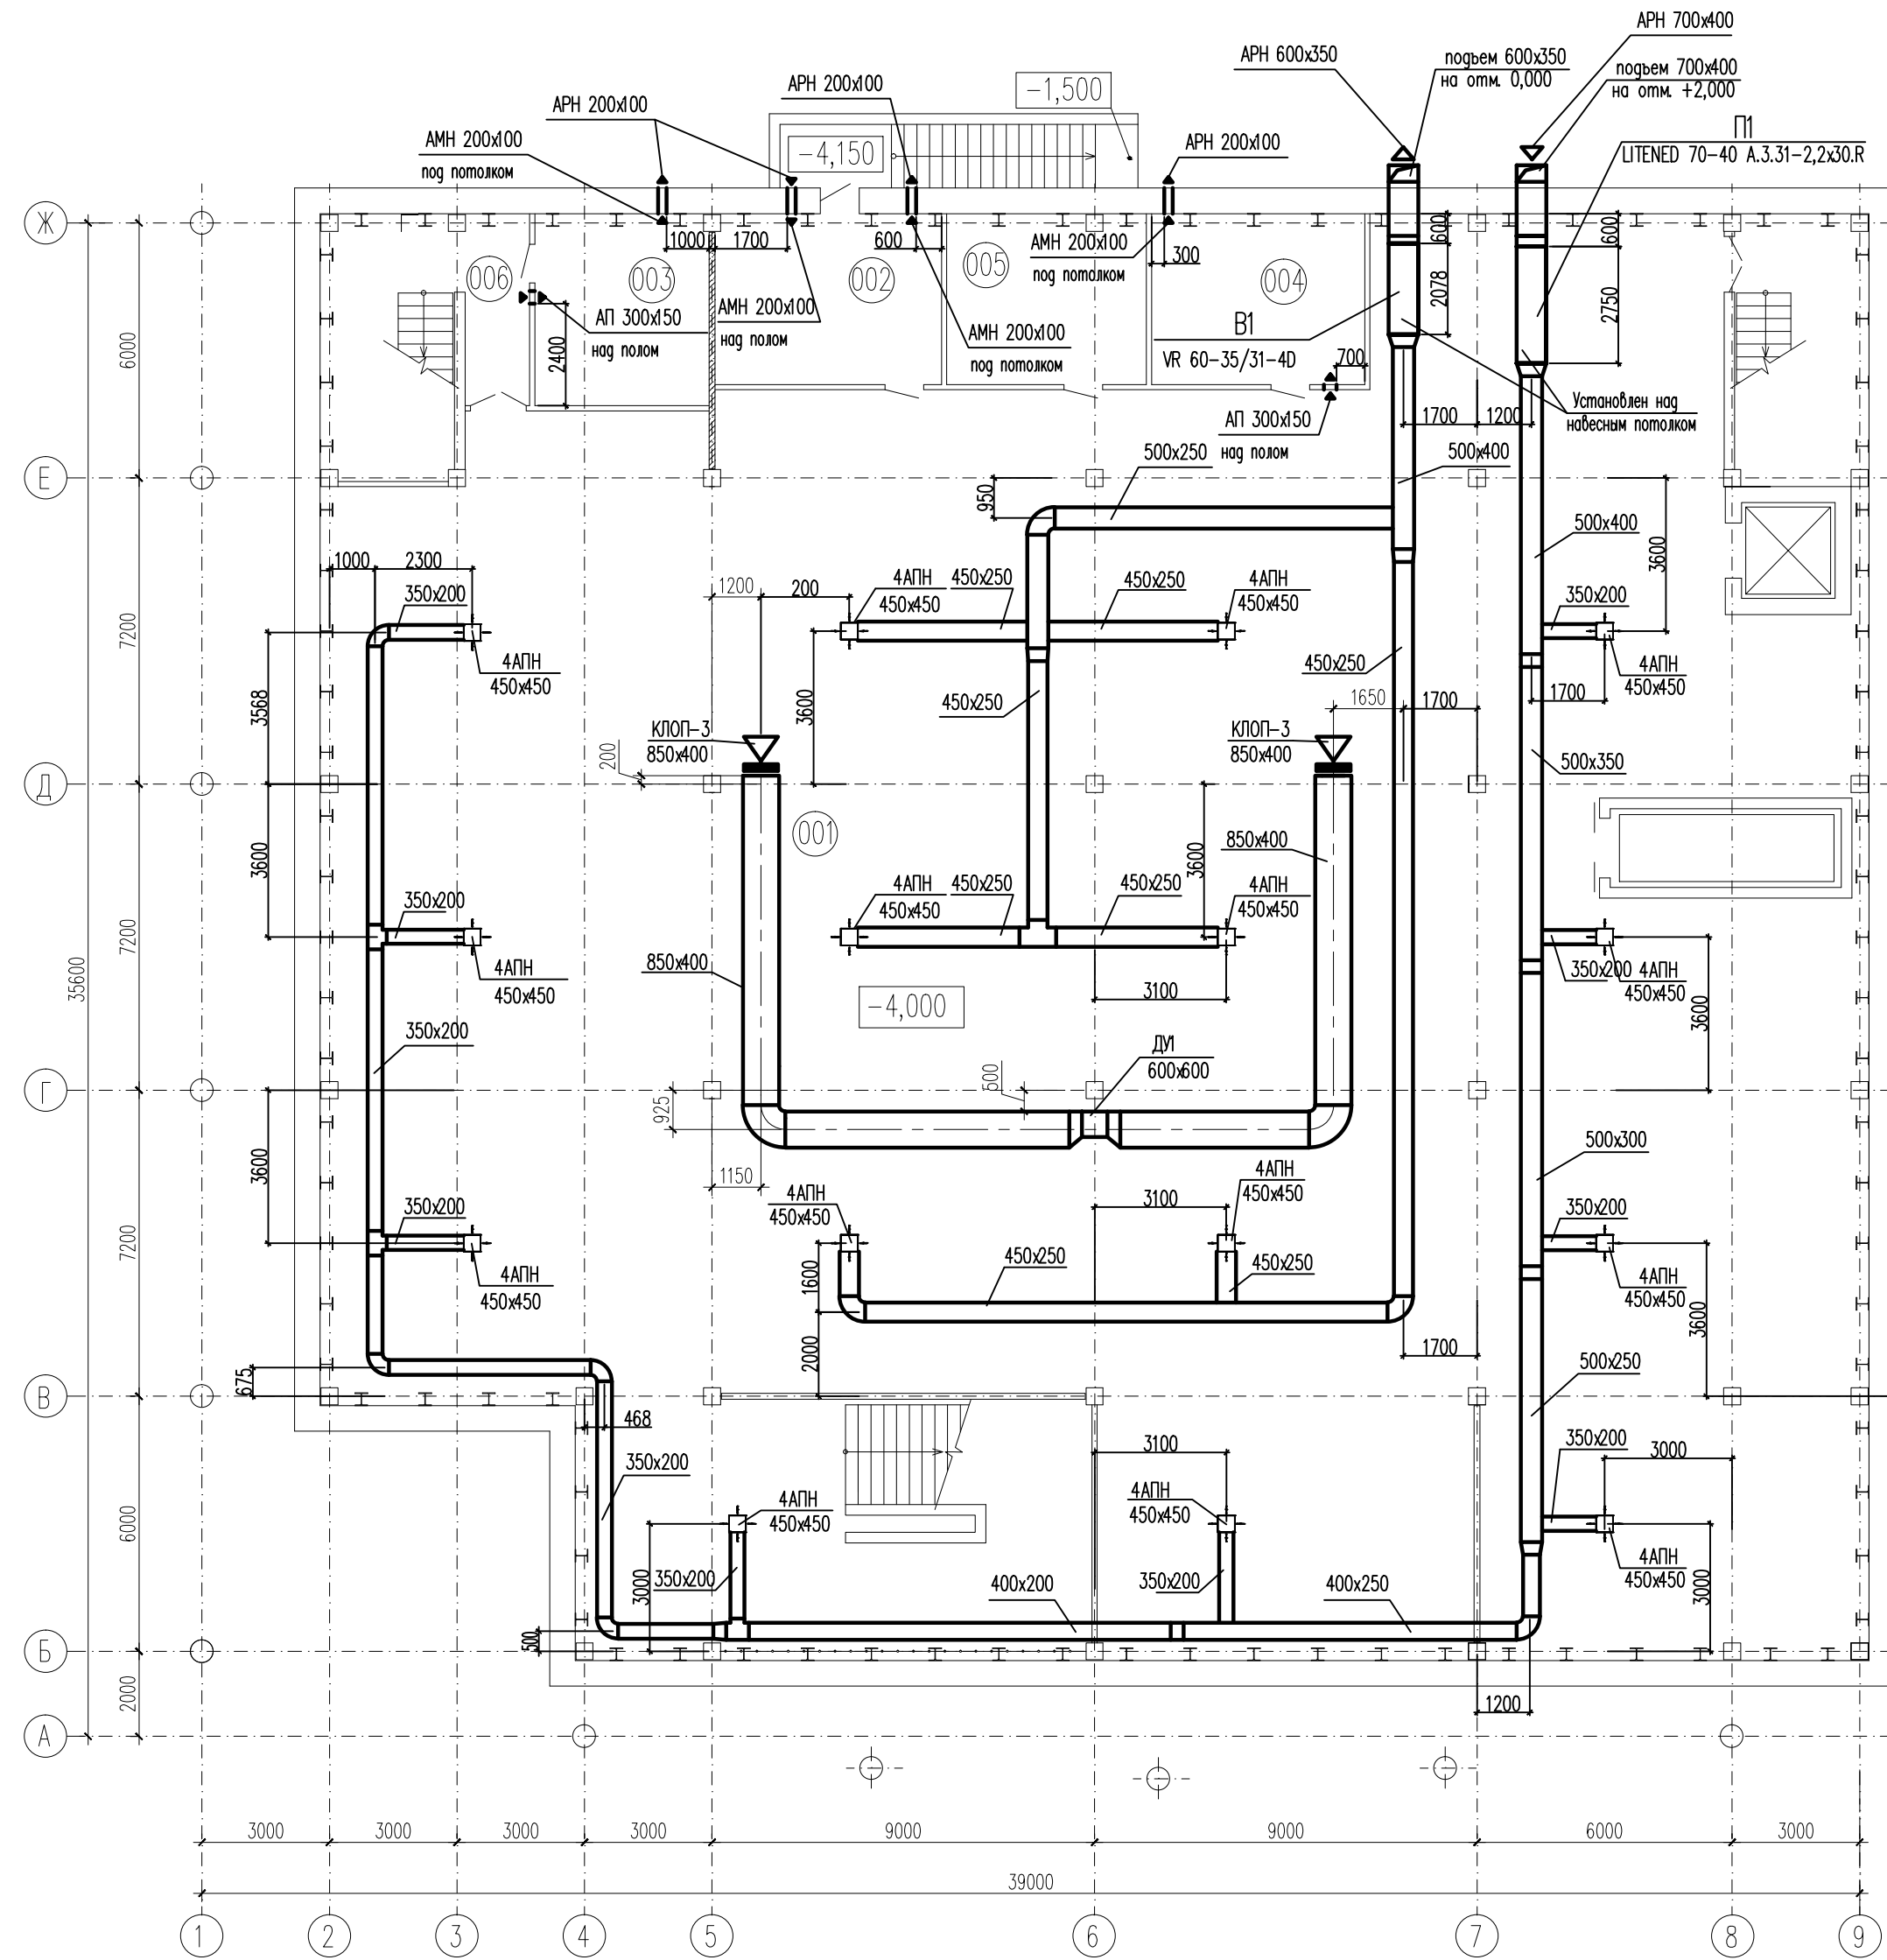 АРН 700х400
АРН 600х350
подъем 600х350
на отм. 0,000
подъем 700х400
на отм. +2,000
П1
LITENED 70-40 А.3.31-2,2х30.R
-1,500
АРН 200х100
АРН 200х100
АМН 200х100
под потолком
-4,150
АРН 200х100
Ж
1000
1700
600
АМН 200х100
под потолком
300
600
600
006
003
002
005
004
2078
2750
АП 300х150
над полом
АМН 200х100
над полом
АМН 200х100
под потолком
В1
VR 60-35/31-4D
2400
700
6000
1700
1200
Установлен над
навесным потолком
АП 300х150
над полом
Е
500х250
500х400
950
500х400
3600
1000
2300
350х200
1200
200
4АПН
450х450
450х250
450х250
4АПН
450х450
350х200
7200
4АПН
450х450
450х250
4АПН
450х450
3568
3600
450х250
1650
1700
1700
КЛОП-3
850х400
КЛОП-3
850х400
200
500х350
Д
001
850х400
3600
3600
4АПН
450х450
450х250
450х250
4АПН
450х450
350х200
7200
35600
4АПН
450х450
850х400
350х200
4АПН
450х450
3100
-4,000
3600
350х200
ДУ1
600х600
500
Г
925
3600
1150
500х300
350х200
4АПН
450х450
3100
4АПН
450х450
350х200
7200
4АПН
450х450
1600
450х250
450х250
4АПН
450х450
3600
2000
1700
500х250
675
В
468
350х200
3100
350х200
3000
4АПН
450х450
4АПН
450х450
6000
3000
350х200
400х200
350х200
400х250
4АПН
450х450
3000
500
Б
2000
1200
А
3000
3000
3000
3000
9000
9000
6000
3000
39000
1
2
3
4
5
6
7
8
9